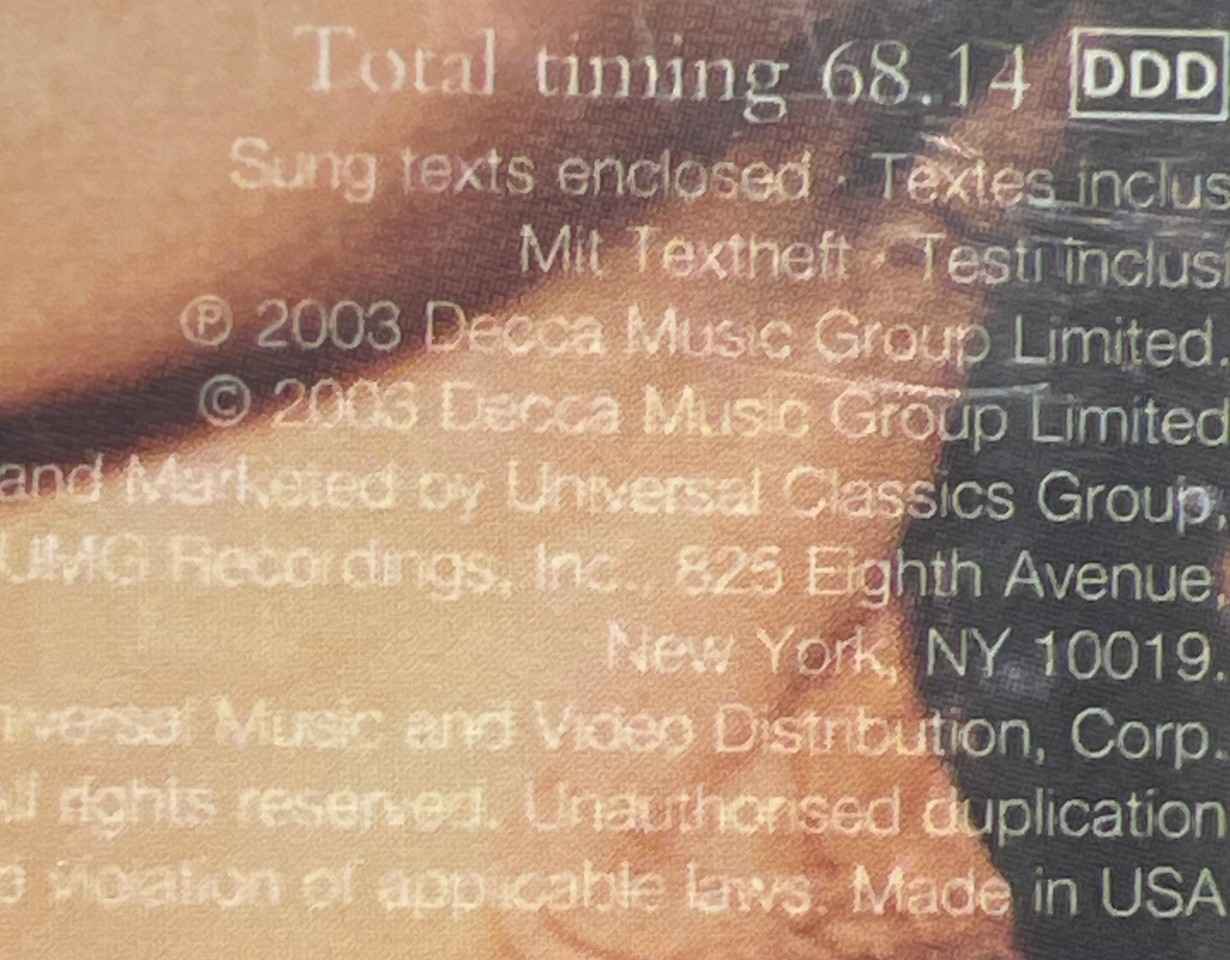 Total timing 68.14 DDD
Sung texts enclosed · Textes inclus
Mit Textheft · Testi inclusi
℗ 2003 Decca Music Group Limited.
© 2003 Decca Music Group Limited
and Marketed by Universal Classics Group,
UMG Recordings, Inc., 825 Eighth Avenue,
New York, NY 10019.
Music and Video Distribution, Corp.
rights reserved. Unauthorised duplication
violation of applicable laws. Made in USA